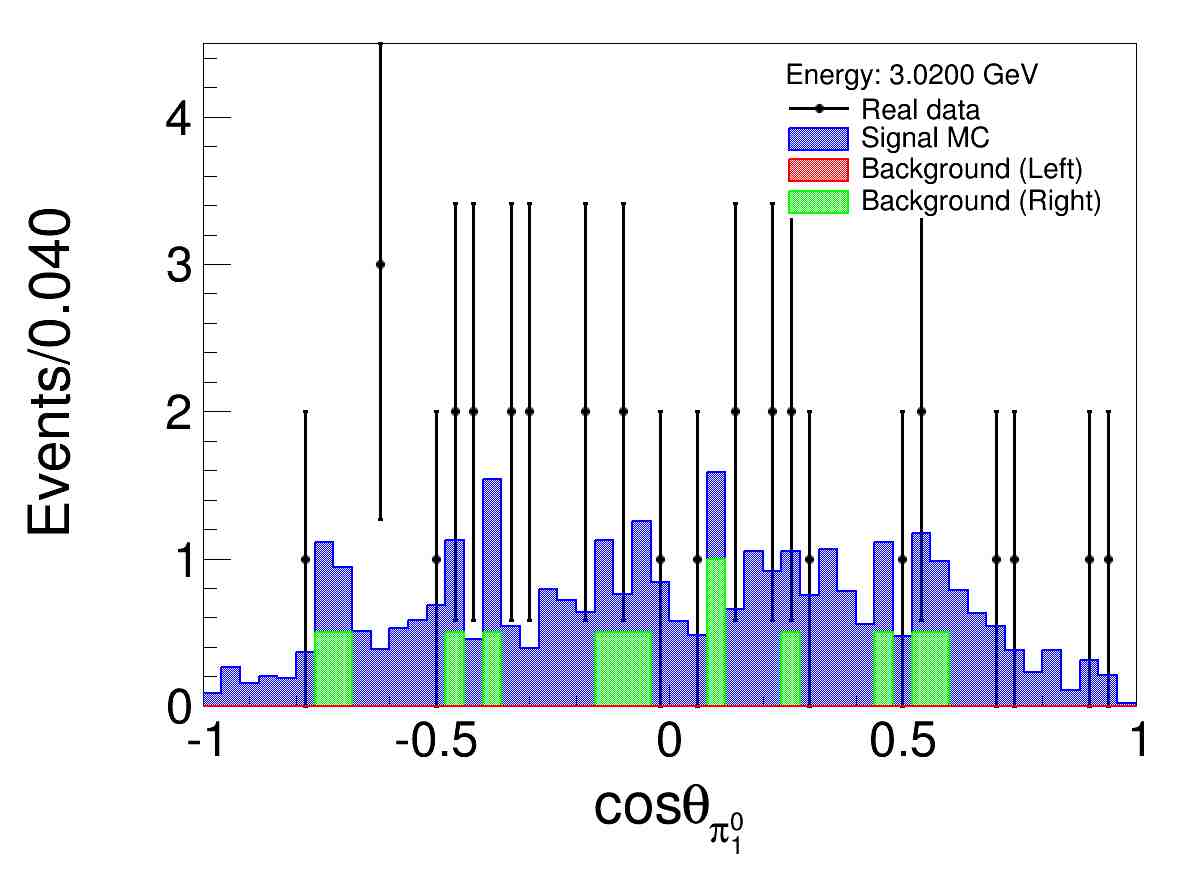 Energy: 3.0200 GeV
Real data
Signal MC
Background (Left)
Background (Right)
Events/0.040
4
3
2
1
0
-1 -0.5 0 0.5 1
cosθπ⁰₁